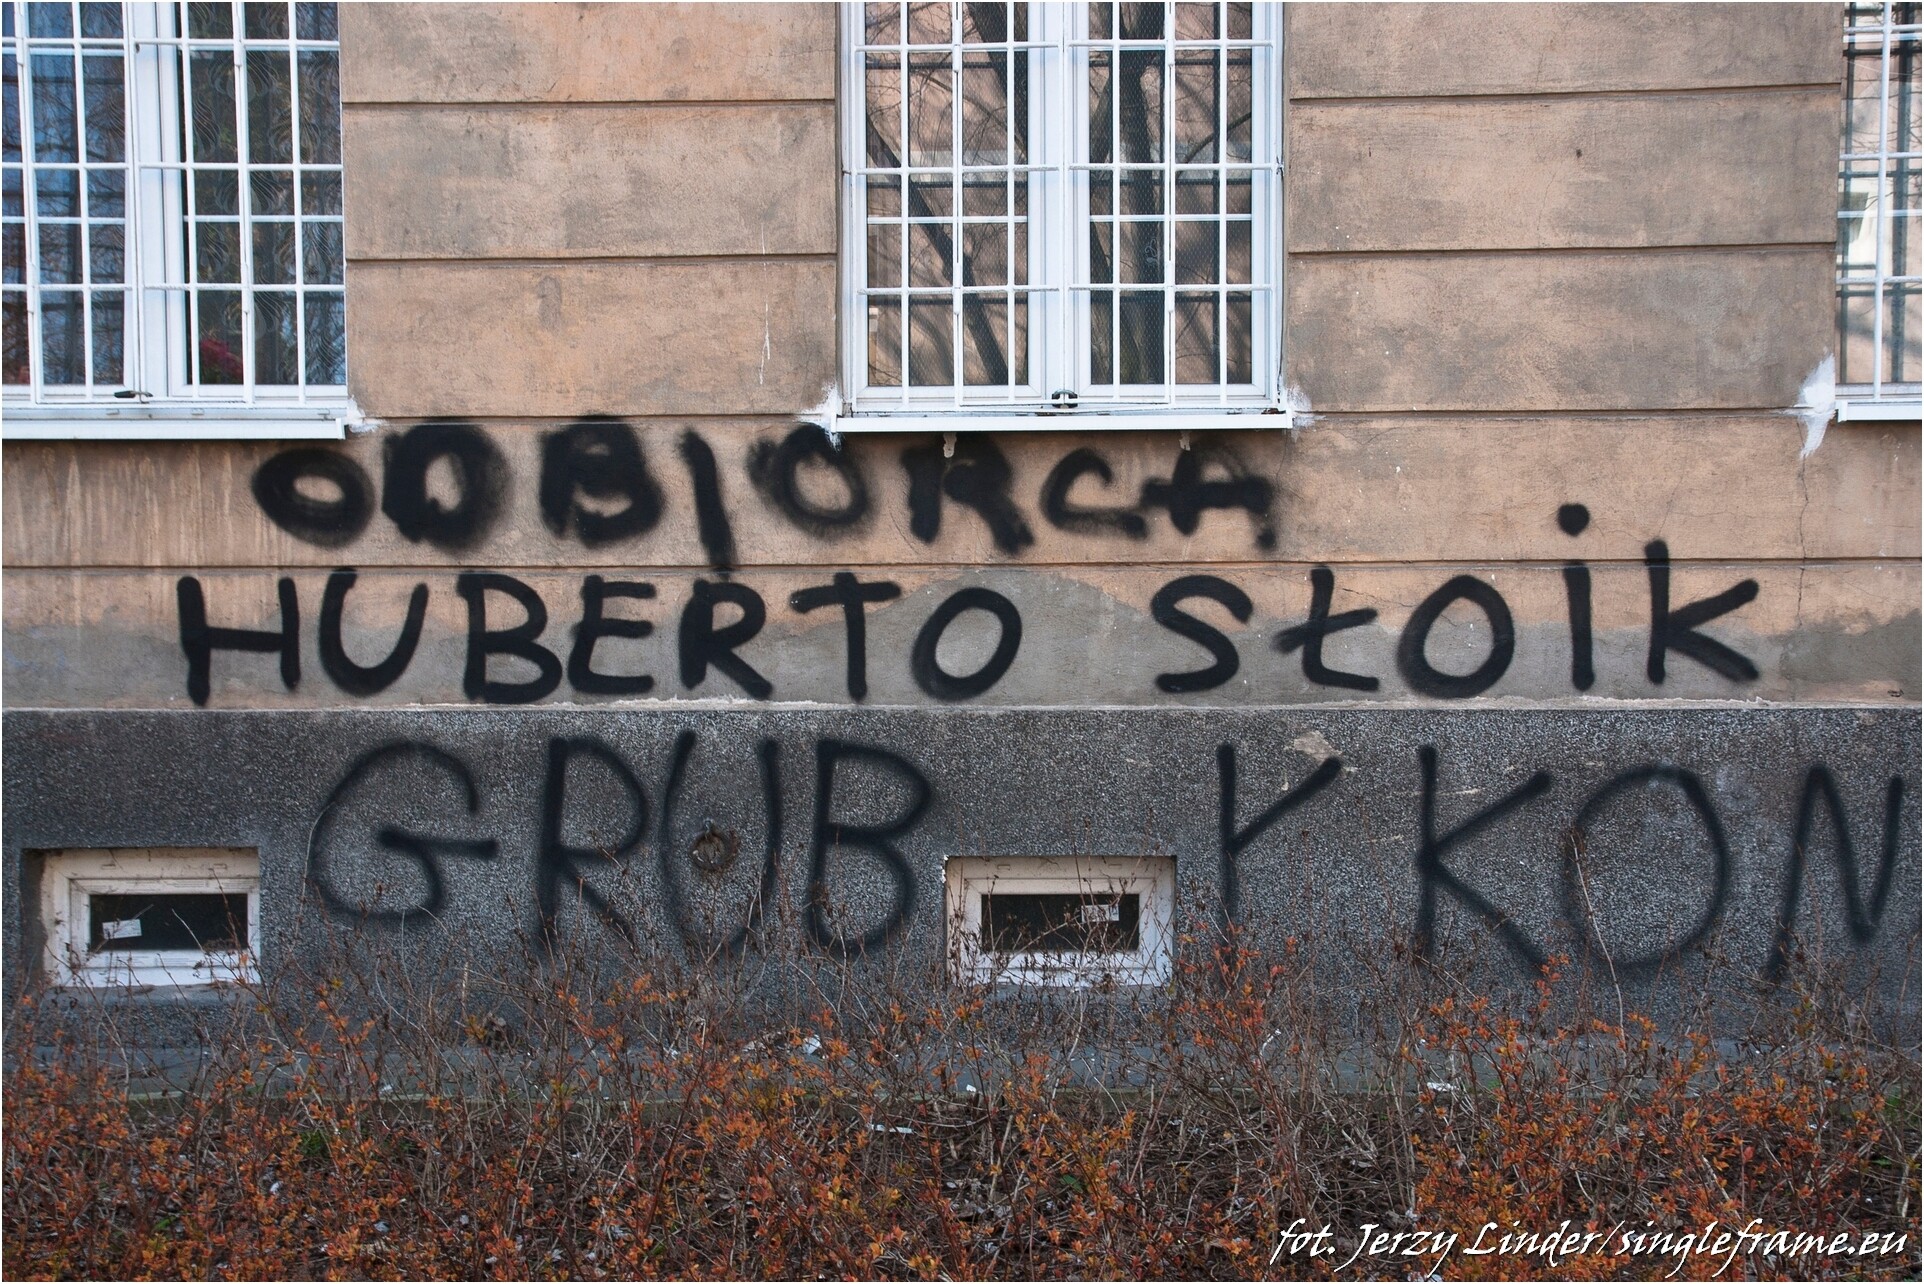 ODBIORCA
HUBERTO SŁOiK
GRUB Y KON
fot. Jerzy Linder/singleframe.eu